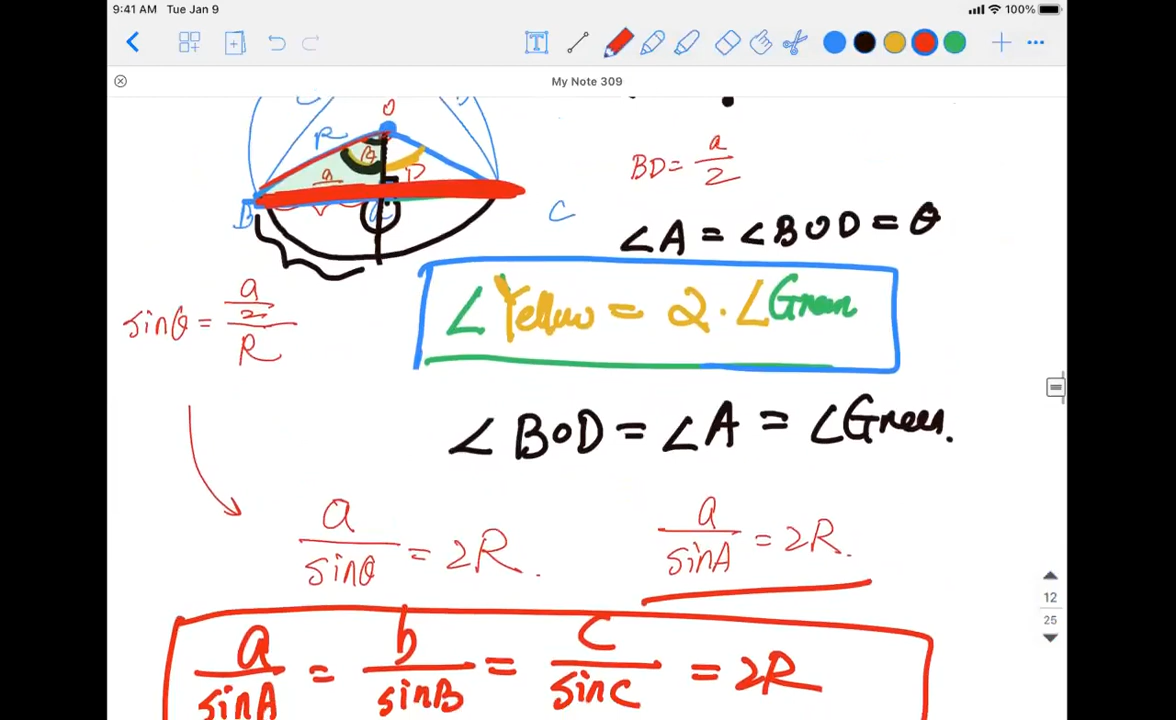 9:41 AM Tue Jan 9
100%
T
My Note 309
O
R
BD = a/2
a
D
B
C
∠A = ∠BOD = θ
sinθ = (a/2)/R
∠Yellow = 2·∠Green
∠BOD = ∠A = ∠Green.
a/sinθ = 2R.
a/sinA = 2R.
12
25
a/sinA = b/sinB = c/sinC = 2R